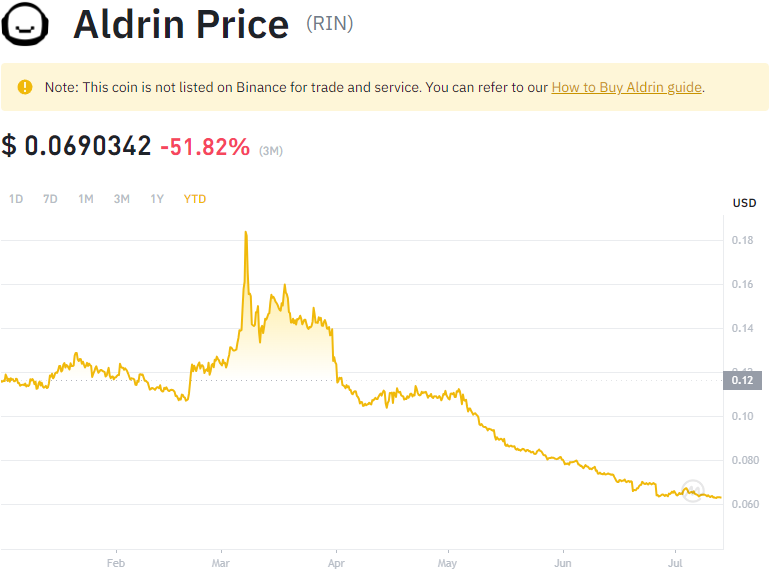 Aldrin Price (RIN)
Note: This coin is not listed on Binance for trade and service. You can refer to our How to Buy Aldrin guide.
$ 0.0690342 -51.82% (3M)
1D 7D 1M 3M 1Y YTD
USD
0.18
0.16
0.14
0.12
0.12
0.10
0.080
0.060
Feb Mar Apr May Jun Jul